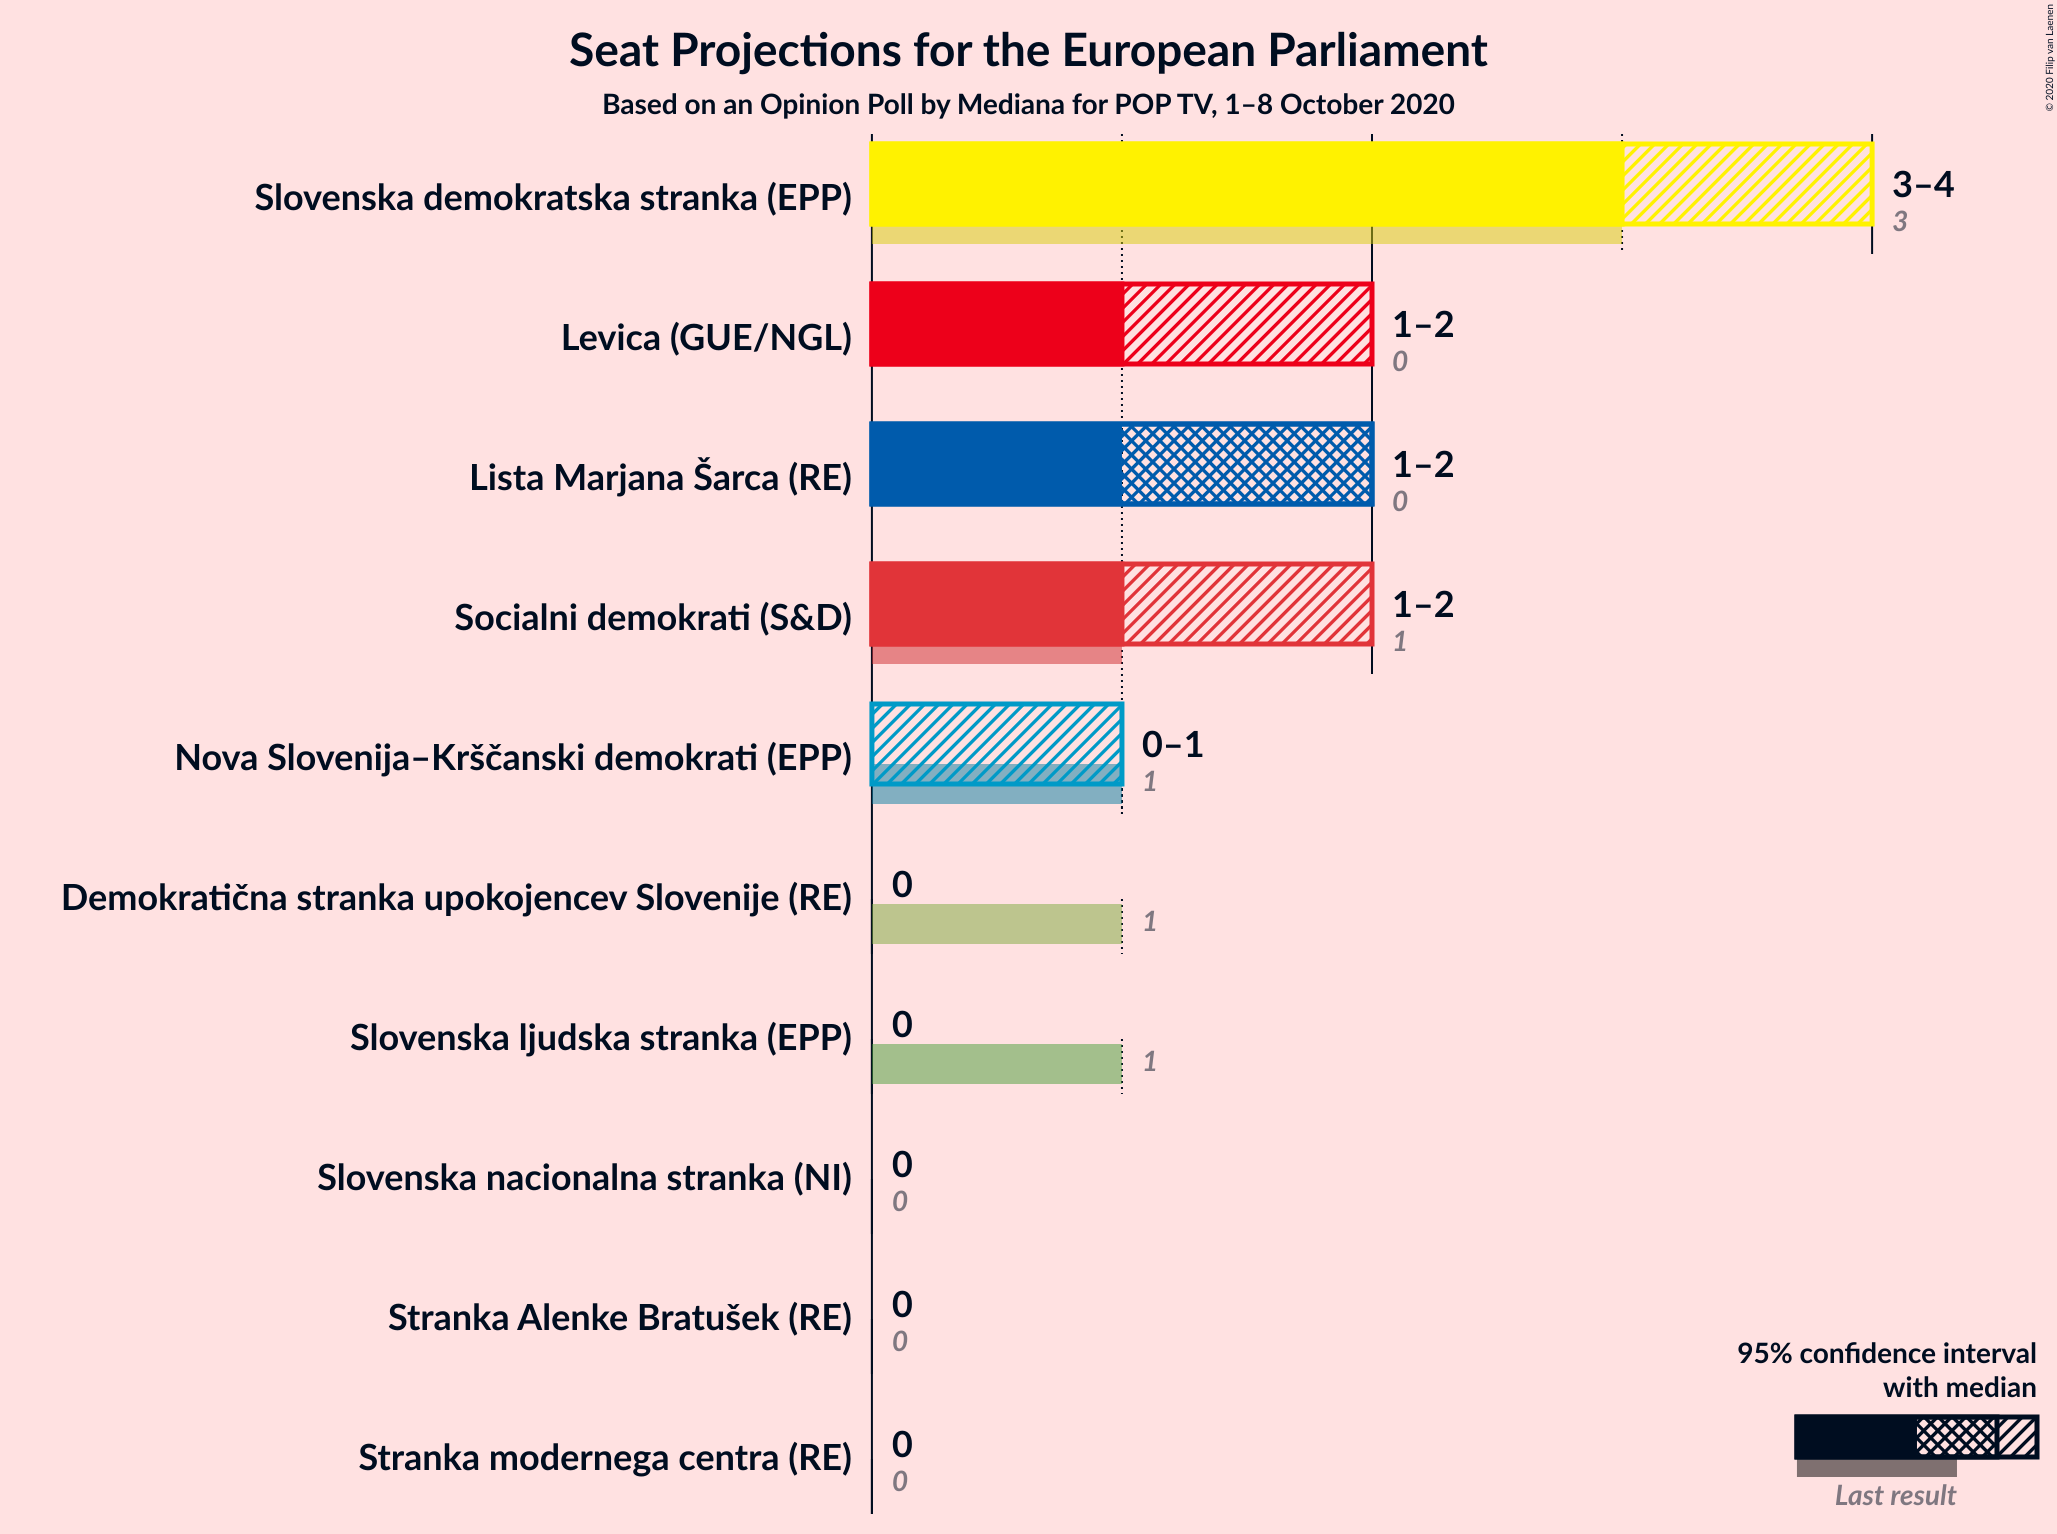 Seat Projections for the European Parliament
Based on an Opinion Poll by Mediana for POP TV, 1–8 October 2020
© 2020 Filip van Laenen
Slovenska demokratska stranka (EPP)
3–4
3
Levica (GUE/NGL)
1–2
0
Lista Marjana Šarca (RE)
1–2
0
Socialni demokrati (S&D)
1–2
1
Nova Slovenija–Krščanski demokrati (EPP)
0–1
1
Demokratična stranka upokojencev Slovenije (RE)
0
1
Slovenska ljudska stranka (EPP)
0
1
Slovenska nacionalna stranka (NI)
0
0
Stranka Alenke Bratušek (RE)
0
0
Stranka modernega centra (RE)
0
0
95% confidence interval
with median
Last result